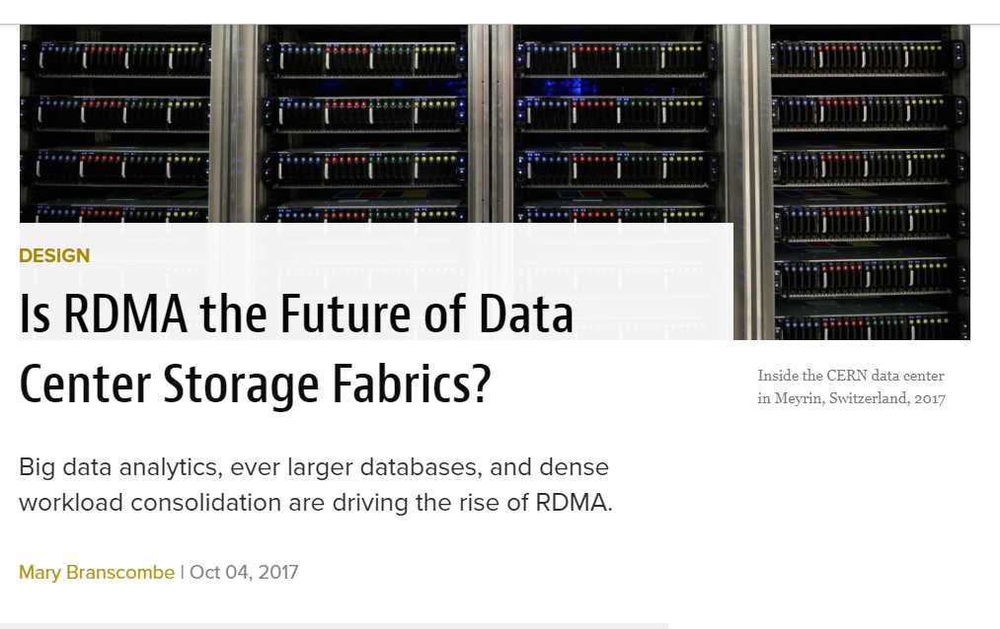 DESIGN
Is RDMA the Future of Data
Center Storage Fabrics?
Inside the CERN data center
in Meyrin, Switzerland, 2017
Big data analytics, ever larger databases, and dense
workload consolidation are driving the rise of RDMA.
Mary Branscombe | Oct 04, 2017